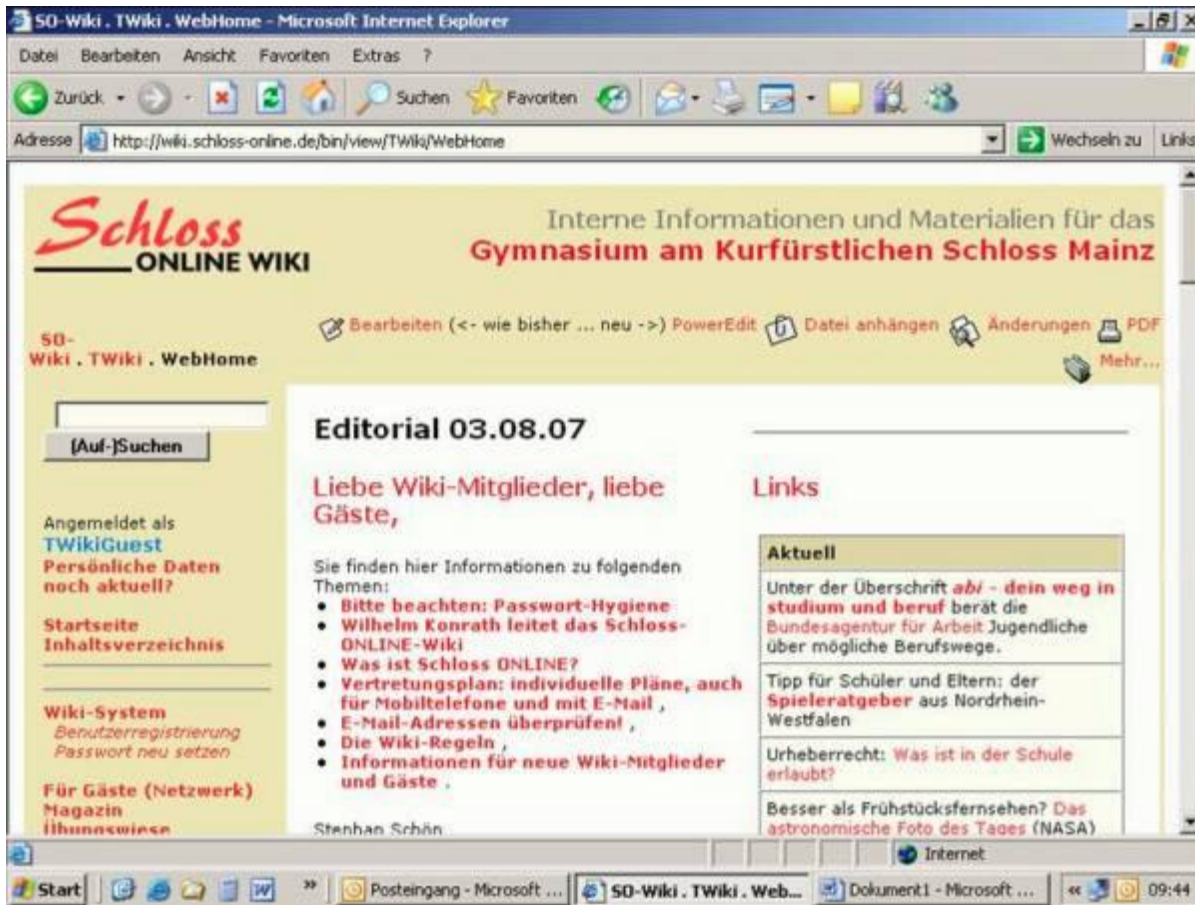 SO-Wiki . TWiki . WebHome - Microsoft Internet Explorer
Datei Bearbeiten Ansicht Favoriten Extras ?
Zurück Suchen Favoriten
Adresse http://wiki.schloss-online.de/bin/view/TWiki/WebHome Wechseln zu Links
Schloss
ONLINE WIKI
Interne Informationen und Materialien für das
Gymnasium am Kurfürstlichen Schloss Mainz
Bearbeiten (<- wie bisher ... neu ->) PowerEdit Datei anhängen Änderungen PDF
Mehr...
SO-
Wiki . TWiki . WebHome
(Auf-)Suchen
Angemeldet als
TWikiGuest
Persönliche Daten
noch aktuell?
Startseite
Inhaltsverzeichnis
Wiki-System
Benutzerregistrierung
Passwort neu setzen
Für Gäste (Netzwerk)
Magazin
Übungswiese
Editorial 03.08.07
Liebe Wiki-Mitglieder, liebe
Gäste,
Sie finden hier Informationen zu folgenden
Themen:
• Bitte beachten: Passwort-Hygiene
• Wilhelm Konrath leitet das Schloss-
ONLINE-Wiki
• Was ist Schloss ONLINE?
• Vertretungsplan: individuelle Pläne, auch
für Mobiltelefone und mit E-Mail ,
• E-Mail-Adressen überprüfen! ,
• Die Wiki-Regeln ,
• Informationen für neue Wiki-Mitglieder
und Gäste .
Stephan Schön
Links
Aktuell
Unter der Überschrift abi - dein weg in
studium und beruf berät die
Bundesagentur für Arbeit Jugendliche
über mögliche Berufswege.
Tipp für Schüler und Eltern: der
Spieleratgeber aus Nordrhein-
Westfalen
Urheberrecht: Was ist in der Schule
erlaubt?
Besser als Frühstücksfernsehen? Das
astronomische Foto des Tages (NASA)
Internet
Start » Posteingang - Microsoft ... SO-Wiki . TWiki . Web... Dokument1 - Microsoft ... « 09:44